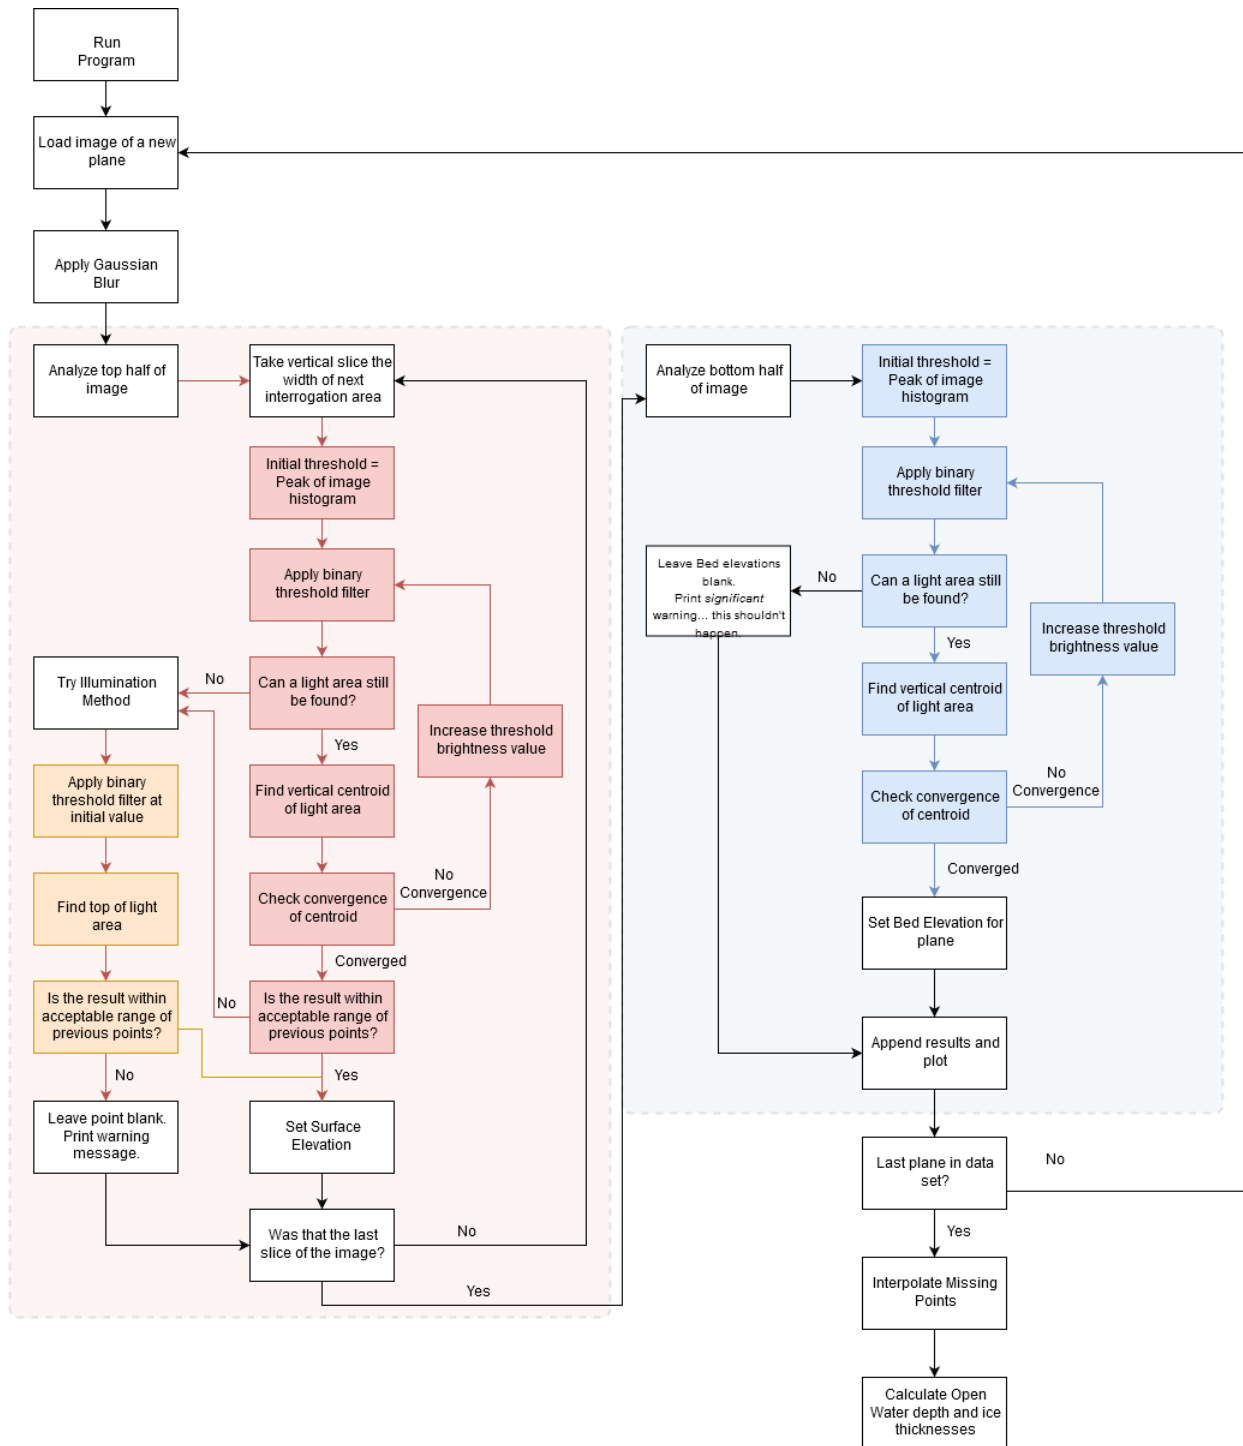 Run
Program
Load image of a new
plane
Apply Gaussian
Blur
Analyze top half of
image
Take vertical slice the
width of next
interrogation area
Initial threshold =
Peak of image
histogram
Apply binary
threshold filter
Can a light area still
be found?
No
Yes
Try Illumination
Method
Increase threshold
brightness value
Apply binary
threshold filter at
initial value
Find vertical centroid
of light area
Find top of light
area
Check convergence
of centroid
No
Convergence
Converged
Is the result within
acceptable range of
previous points?
No
Is the result within
acceptable range of
previous points?
No
Yes
Leave point blank.
Print warning
message.
Set Surface
Elevation
Was that the last
slice of the image?
No
Yes
Analyze bottom half
of image
Initial threshold =
Peak of image
histogram
Apply binary
threshold filter
Leave Bed elevations
blank.
Print significant
warning... this shouldn't
happen.
No
Can a light area still
be found?
Yes
Increase threshold
brightness value
Find vertical centroid
of light area
Check convergence
of centroid
No
Convergence
Converged
Set Bed Elevation for
plane
Append results and
plot
Last plane in data
set?
No
Yes
Interpolate Missing
Points
Calculate Open
Water depth and ice
thicknesses